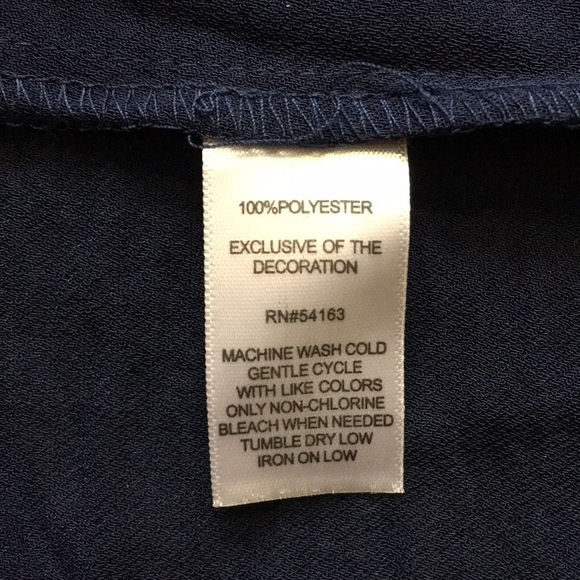 100%POLYESTER
EXCLUSIVE OF THE
DECORATION
RN#54163
MACHINE WASH COLD
GENTLE CYCLE
WITH LIKE COLORS
ONLY NON-CHLORINE
BLEACH WHEN NEEDED
TUMBLE DRY LOW
IRON ON LOW